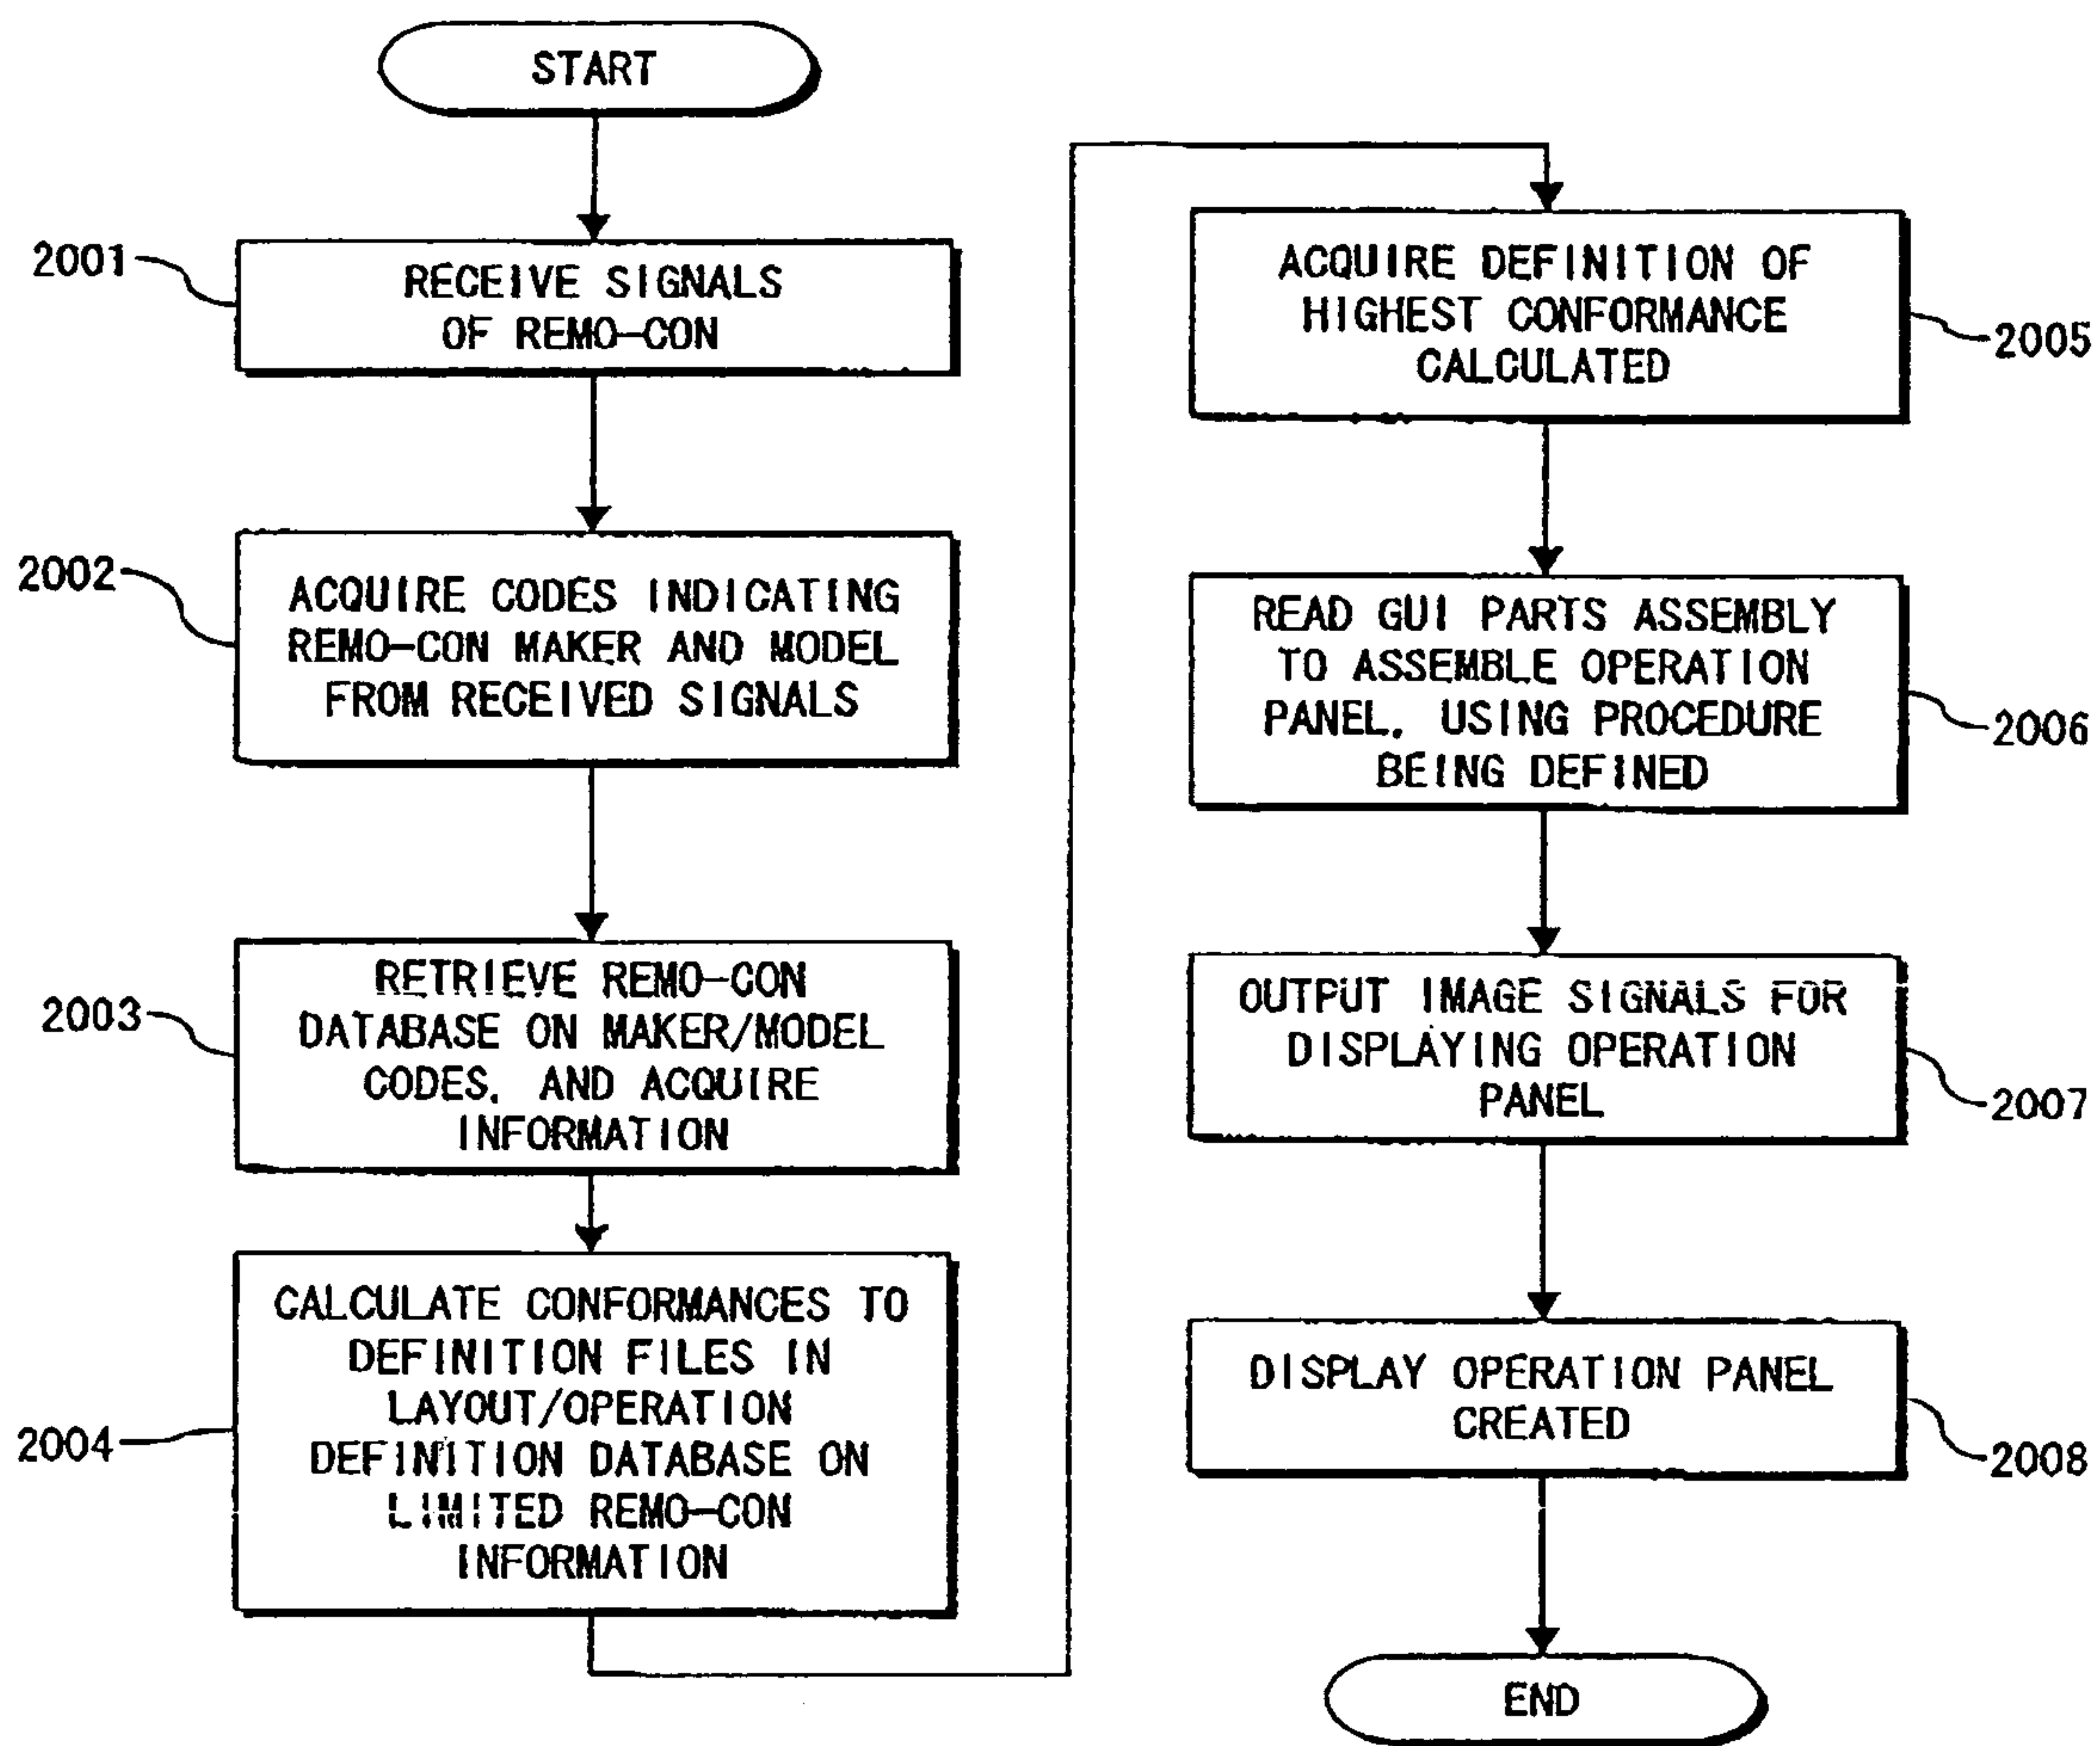 START
2001
RECEIVE SIGNALS
OF REMO-CON
2002
ACQUIRE CODES INDICATING
REMO-CON MAKER AND MODEL
FROM RECEIVED SIGNALS
2003
RETRIEVE REMO-CON
DATABASE ON MAKER/MODEL
CODES, AND ACQUIRE
INFORMATION
2004
CALCULATE CONFORMANCES TO
DEFINITION FILES IN
LAYOUT/OPERATION
DEFINITION DATABASE ON
LIMITED REMO-CON
INFORMATION
ACQUIRE DEFINITION OF
HIGHEST CONFORMANCE
CALCULATED
2005
READ GUI PARTS ASSEMBLY
TO ASSEMBLE OPERATION
PANEL, USING PROCEDURE
BEING DEFINED
2006
OUTPUT IMAGE SIGNALS FOR
DISPLAYING OPERATION
PANEL
2007
DISPLAY OPERATION PANEL
CREATED
2008
END